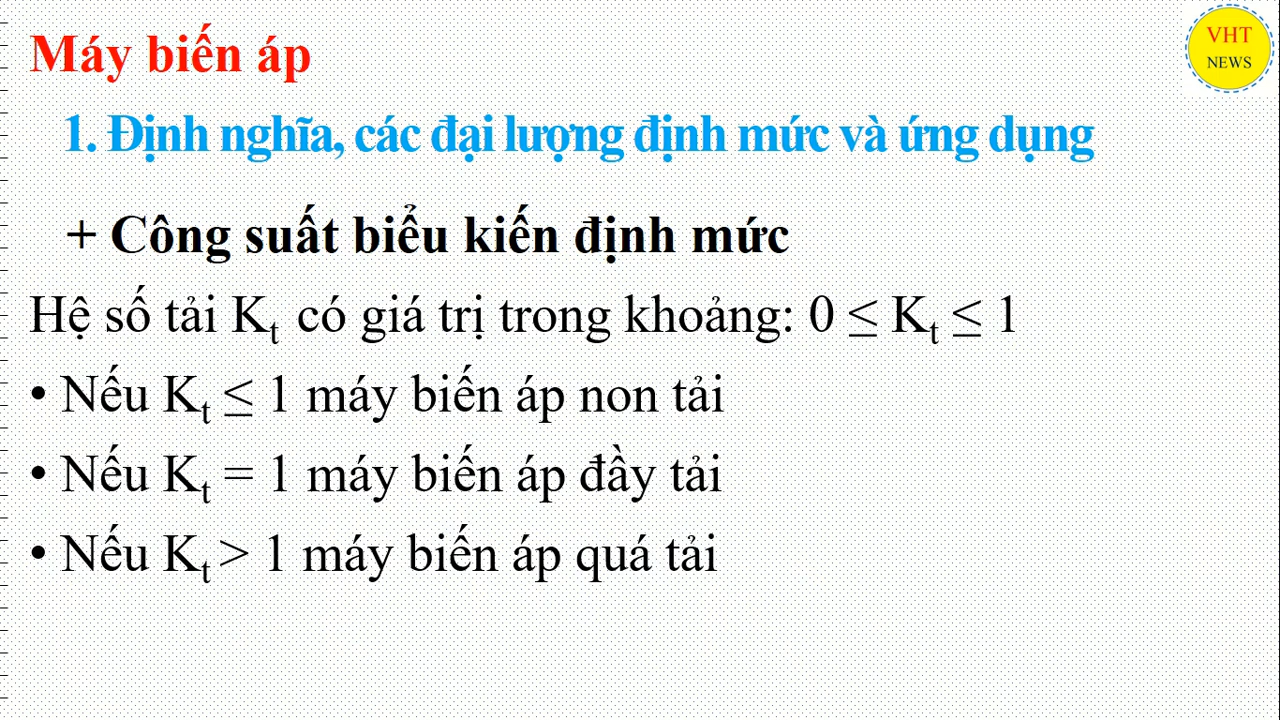 Máy biến áp
VHT
NEWS
1. Định nghĩa, các đại lượng định mức và ứng dụng
+ Công suất biểu kiến định mức
Hệ số tải Kt có giá trị trong khoảng: 0 ≤ Kt ≤ 1
• Nếu Kt ≤ 1 máy biến áp non tải
• Nếu Kt = 1 máy biến áp đầy tải
• Nếu Kt > 1 máy biến áp quá tải